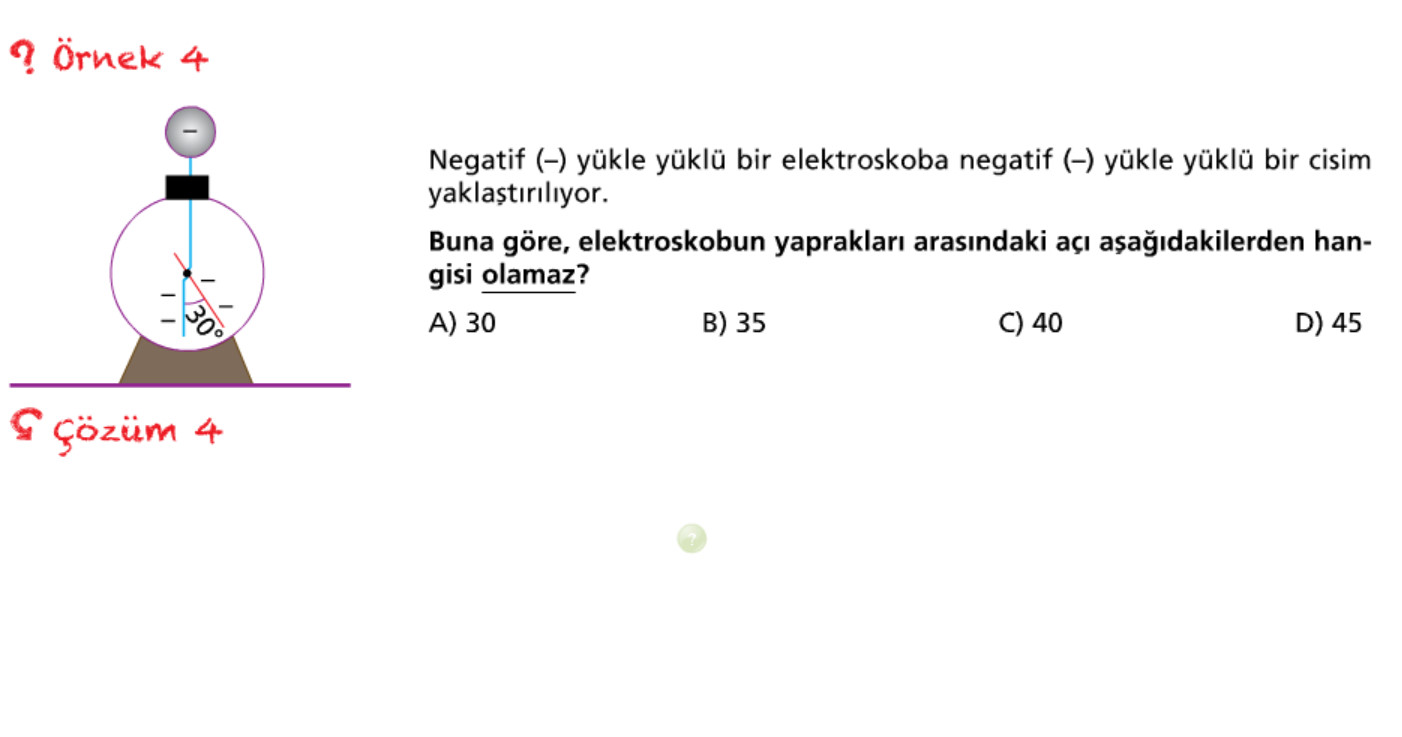 ? Örnek 4
–
Negatif (–) yükle yüklü bir elektroskoba negatif (–) yükle yüklü bir cisim
yaklaştırılıyor.
Buna göre, elektroskobun yaprakları arasındaki açı aşağıdakilerden han-
gisi olamaz?
– –
– –
30°
A) 30 B) 35 C) 40 D) 45
Çözüm 4
?